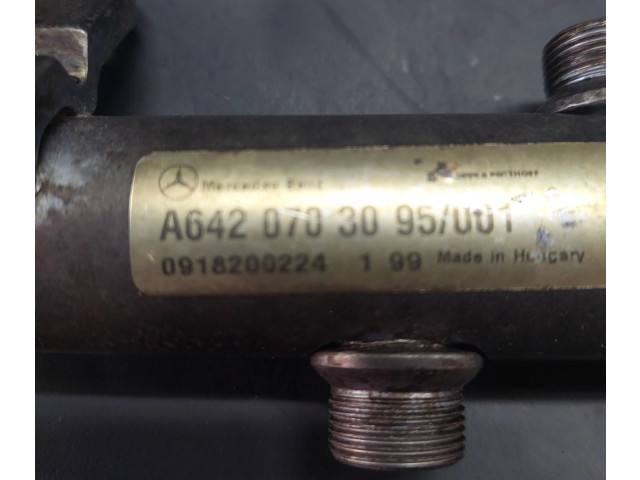 Mercedes Benz
A642 070 30 95/001
0918200224 1 99 Made in Hungary